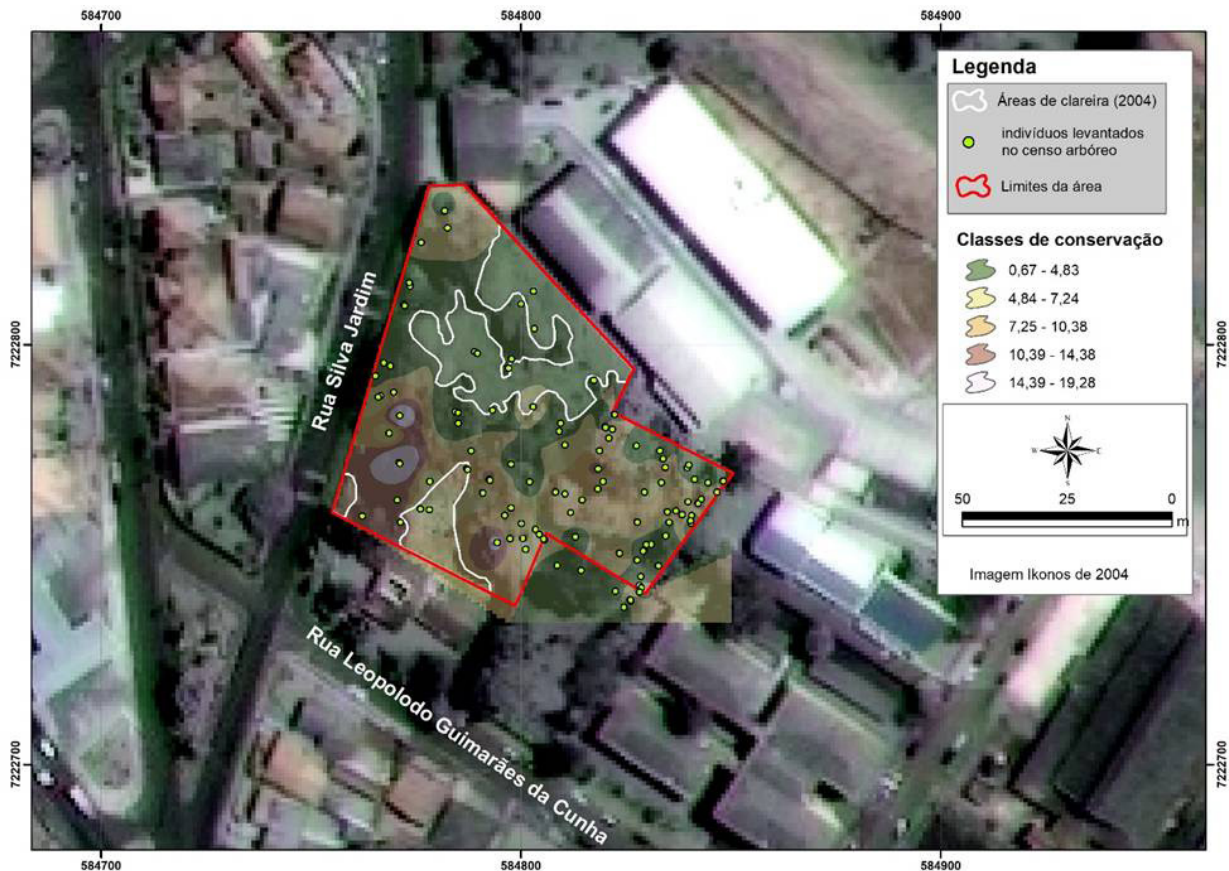 584700
584800
584900
Legenda
Áreas de clareira (2004)
indivíduos levantados
no censo arbóreo
Limites da área
Classes de conservação
0,67 - 4,83
4,84 - 7,24
7,25 - 10,38
10,39 - 14,38
14,39 - 19,28
N
W
E
S
50
25
0
m
Imagem Ikonos de 2004
7222800
7222800
Rua Silva Jardim
Rua Leopolodo Guimarães da Cunha
7222700
7222700
584700
584800
584900